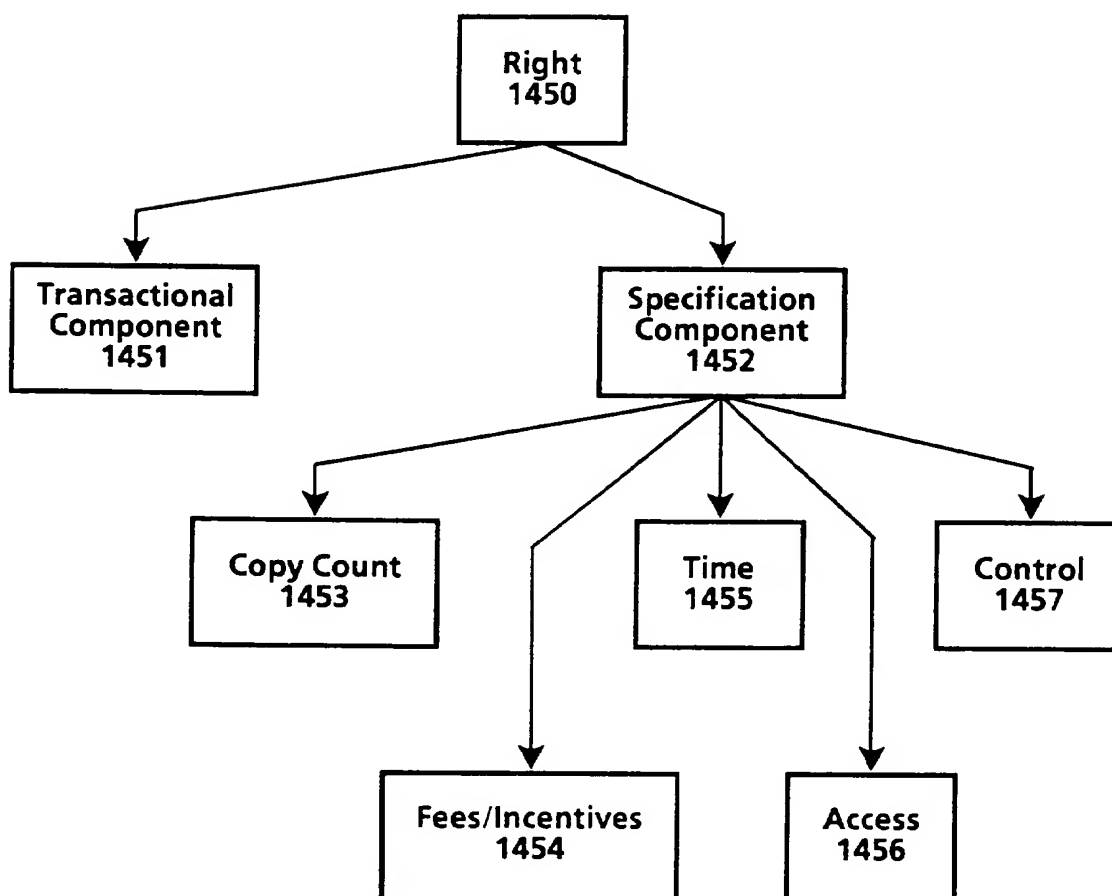 Right
1450
Transactional
Component
1451
Specification
Component
1452
Copy Count
1453
Time
1455
Control
1457
Fees/Incentives
1454
Access
1456